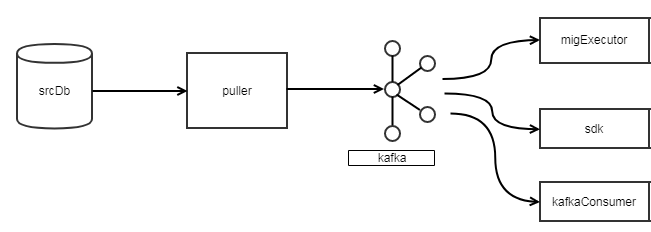 srcDb
puller
kafka
migExecutor
sdk
kafkaConsumer